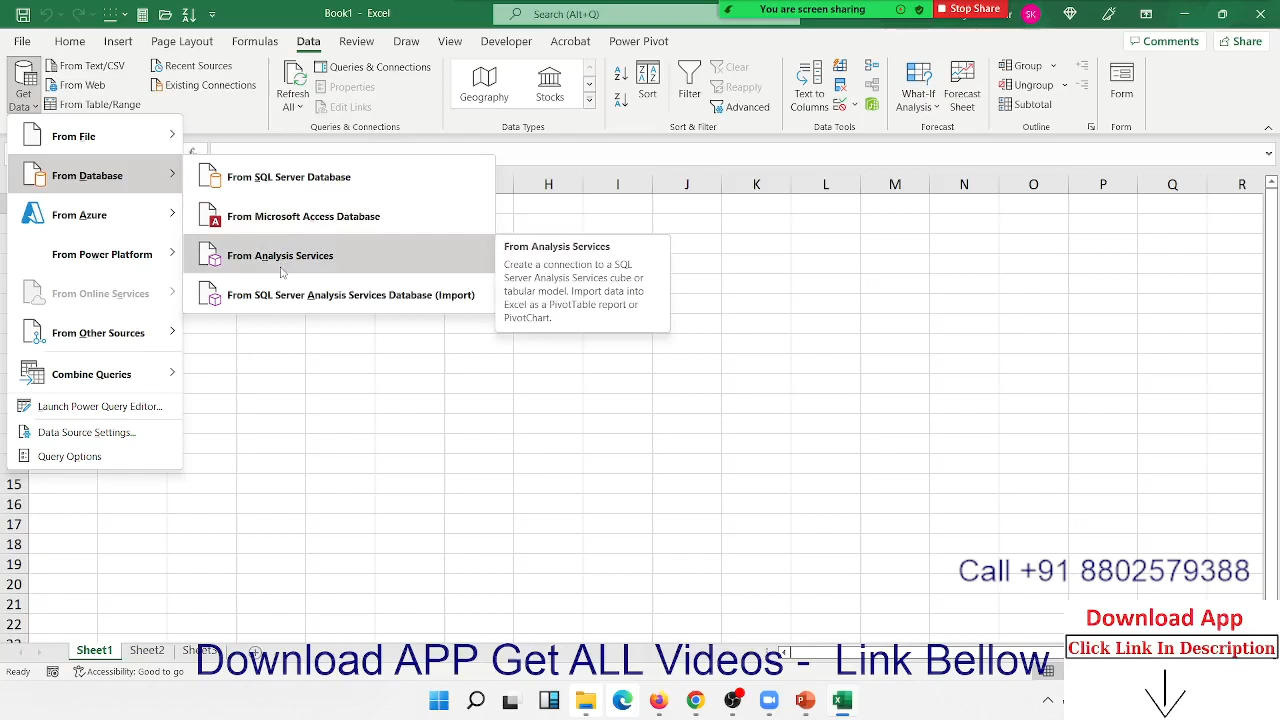 Book1 - Excel
Search (Alt+Q)
You are screen sharing
Stop Share
SK
File Home Insert Page Layout Formulas Data Review Draw View Developer Acrobat Help Power Pivot
Comments Share
Get Data
From Text/CSV
From Web
From Table/Range
Recent Sources
Existing Connections
Refresh All
Queries & Connections
Properties
Edit Links
Queries & Connections
Geography Stocks
Data Types
Sort
Filter
Clear
Reapply
Advanced
Sort & Filter
Text to Columns
Data Tools
What-If Analysis
Forecast Sheet
Forecast
Group
Ungroup
Subtotal
Outline
Form
Form
From File
From Database
From Azure
From Power Platform
From Online Services
From Other Sources
Combine Queries
Launch Power Query Editor...
Data Source Settings...
Query Options
From SQL Server Database
From Microsoft Access Database
From Analysis Services
From SQL Server Analysis Services Database (Import)
From Analysis Services
Create a connection to a SQL
Server Analysis Services cube or
tabular model. Import data into
Excel as a PivotTable report or
PivotChart.
H I J K L M N O P Q R
15
16
17
18
19
20
21
22
Call +91 8802579388
Download App
Click Link In Description
Sheet1 Sheet2
Download APP Get ALL Videos - Link Bellow
Ready
Accessibility: Good to go